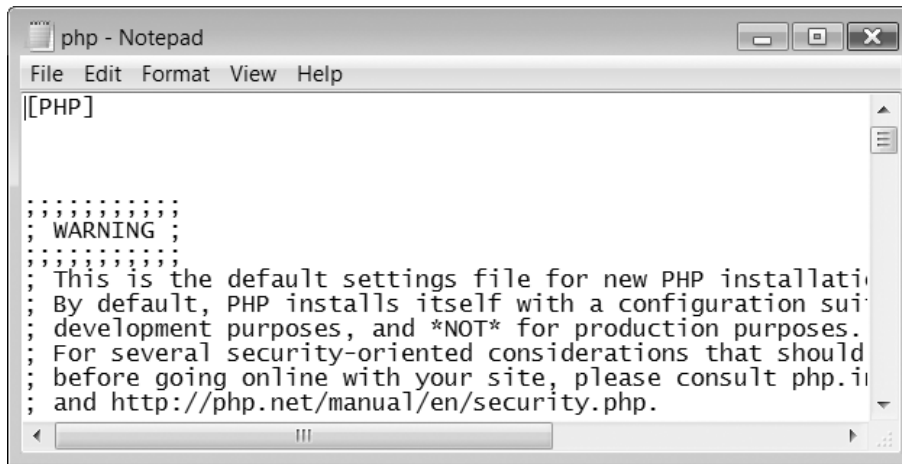 php - Notepad
File Edit Format View Help
[PHP]
;;;;;;;;;;;
; WARNING ;
;;;;;;;;;;;
; This is the default settings file for new PHP
; By default, PHP installs itself with a configuration
; development purposes, and *NOT* for production purposes.
; For several security-oriented considerations that should
; before going online with your site, please consult
; and http://php.net/manual/en/security.php.